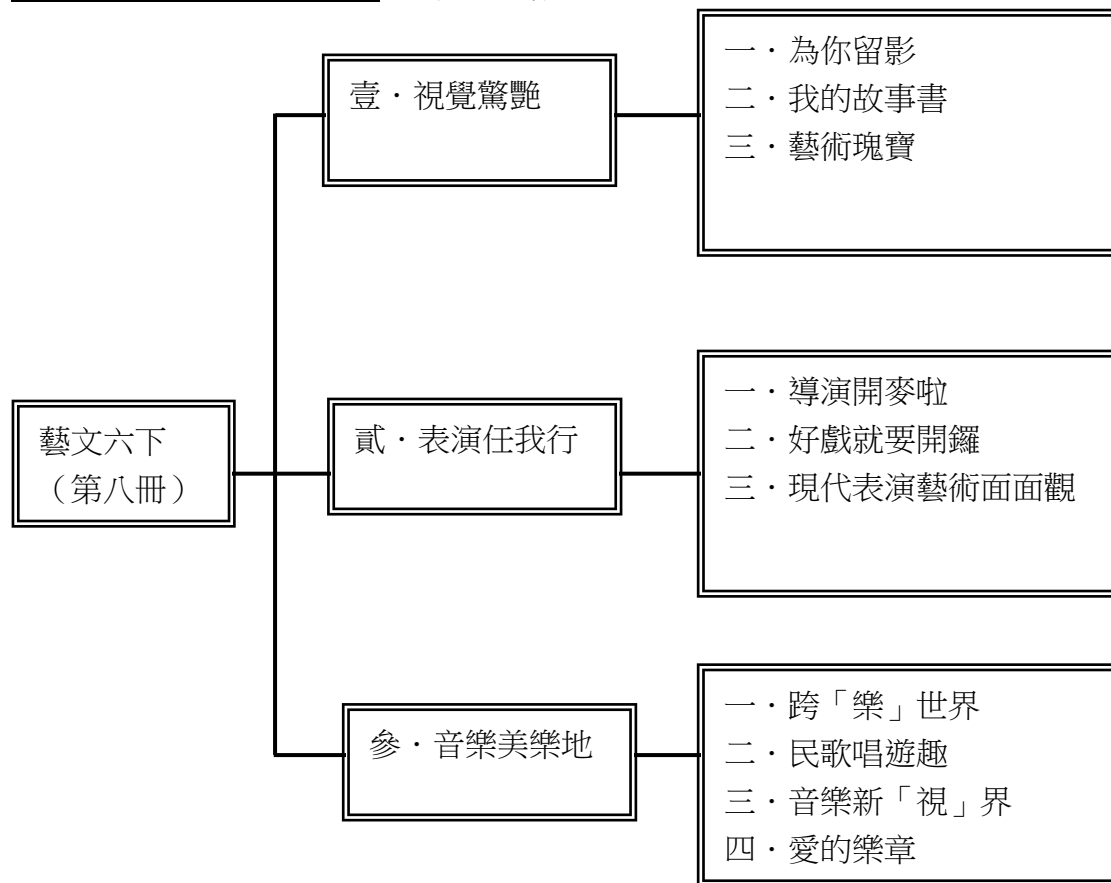 藝文六下
（第八冊）
壹．視覺驚艷
一．為你留影
二．我的故事書
三．藝術瑰寶
貳．表演任我行
一．導演開麥啦
二．好戲就要開鑼
三．現代表演藝術面面觀
參．音樂美樂地
一．跨「樂」世界
二．民歌唱遊趣
三．音樂新「視」界
四．愛的樂章